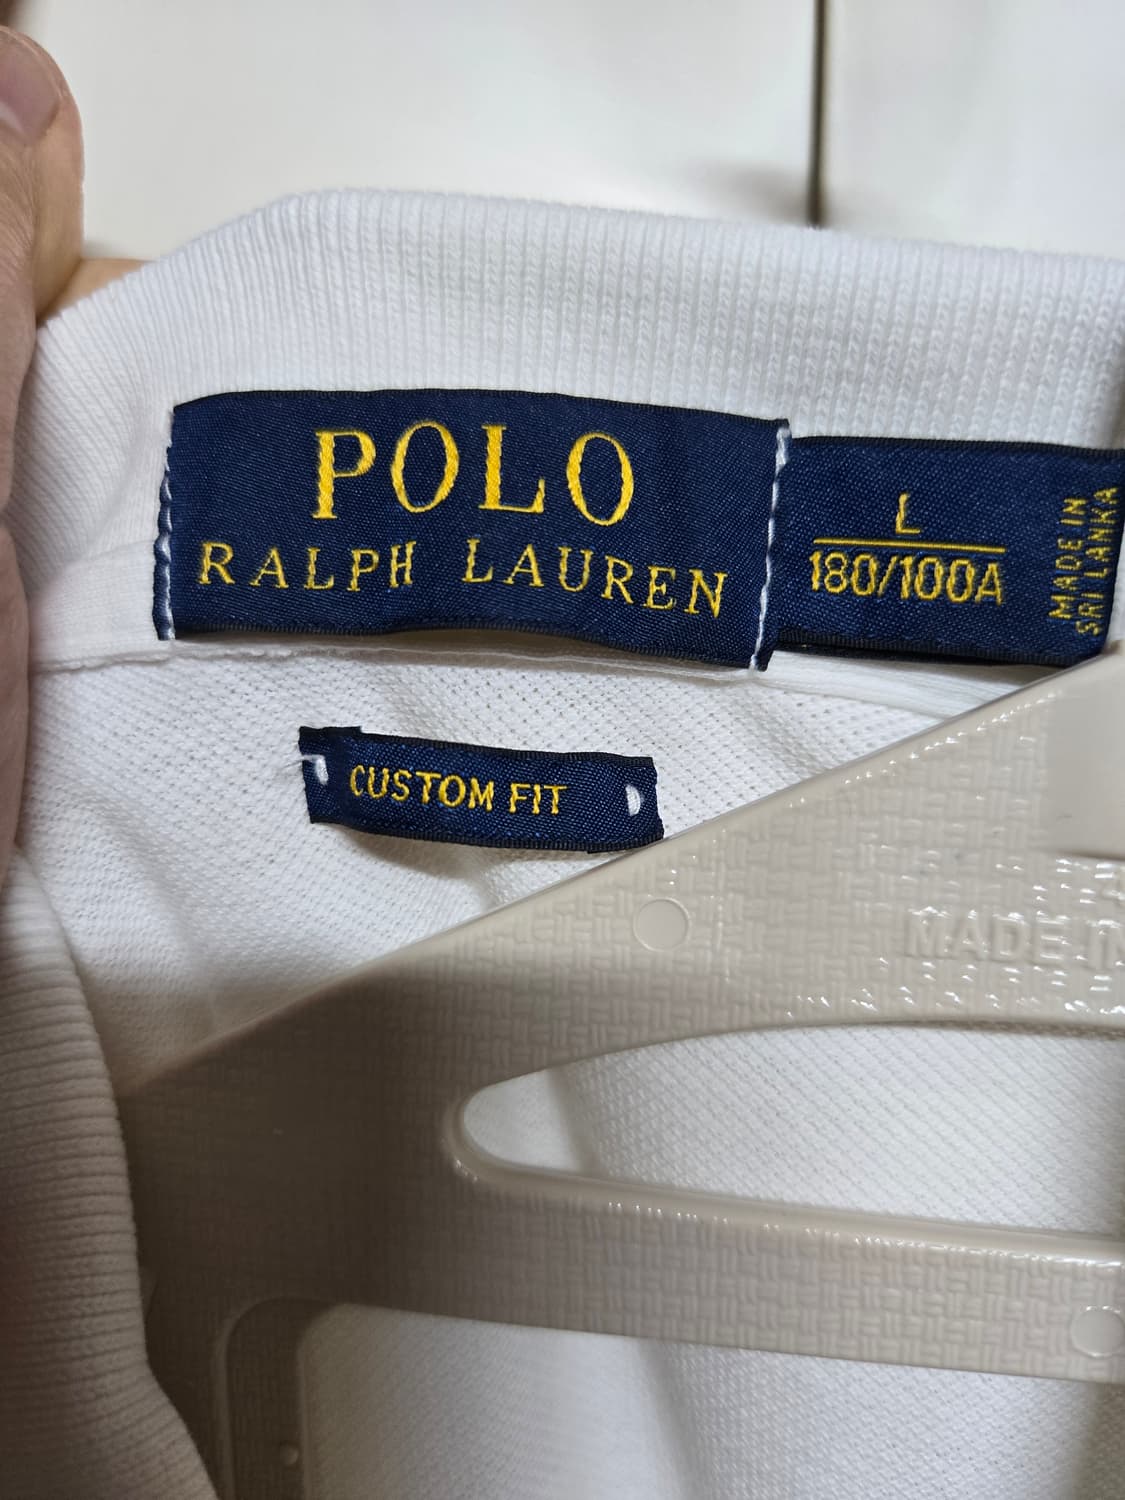 POLO
RALPH LAUREN
L
180/100A
MADE IN
SRI LANKA
CUSTOM FIT
MADE IN